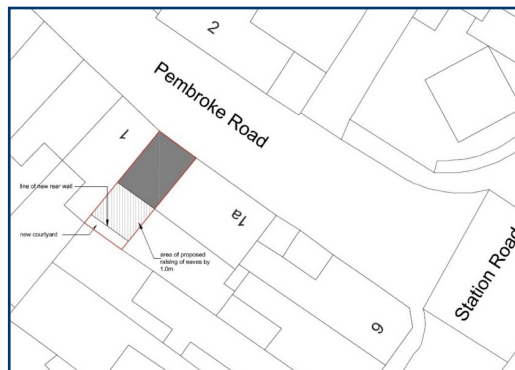 2
Pembroke Road
1
line of new rear wall
new courtyard
1a
area of proposed
raising of eaves by
1.0m
Station Road
6